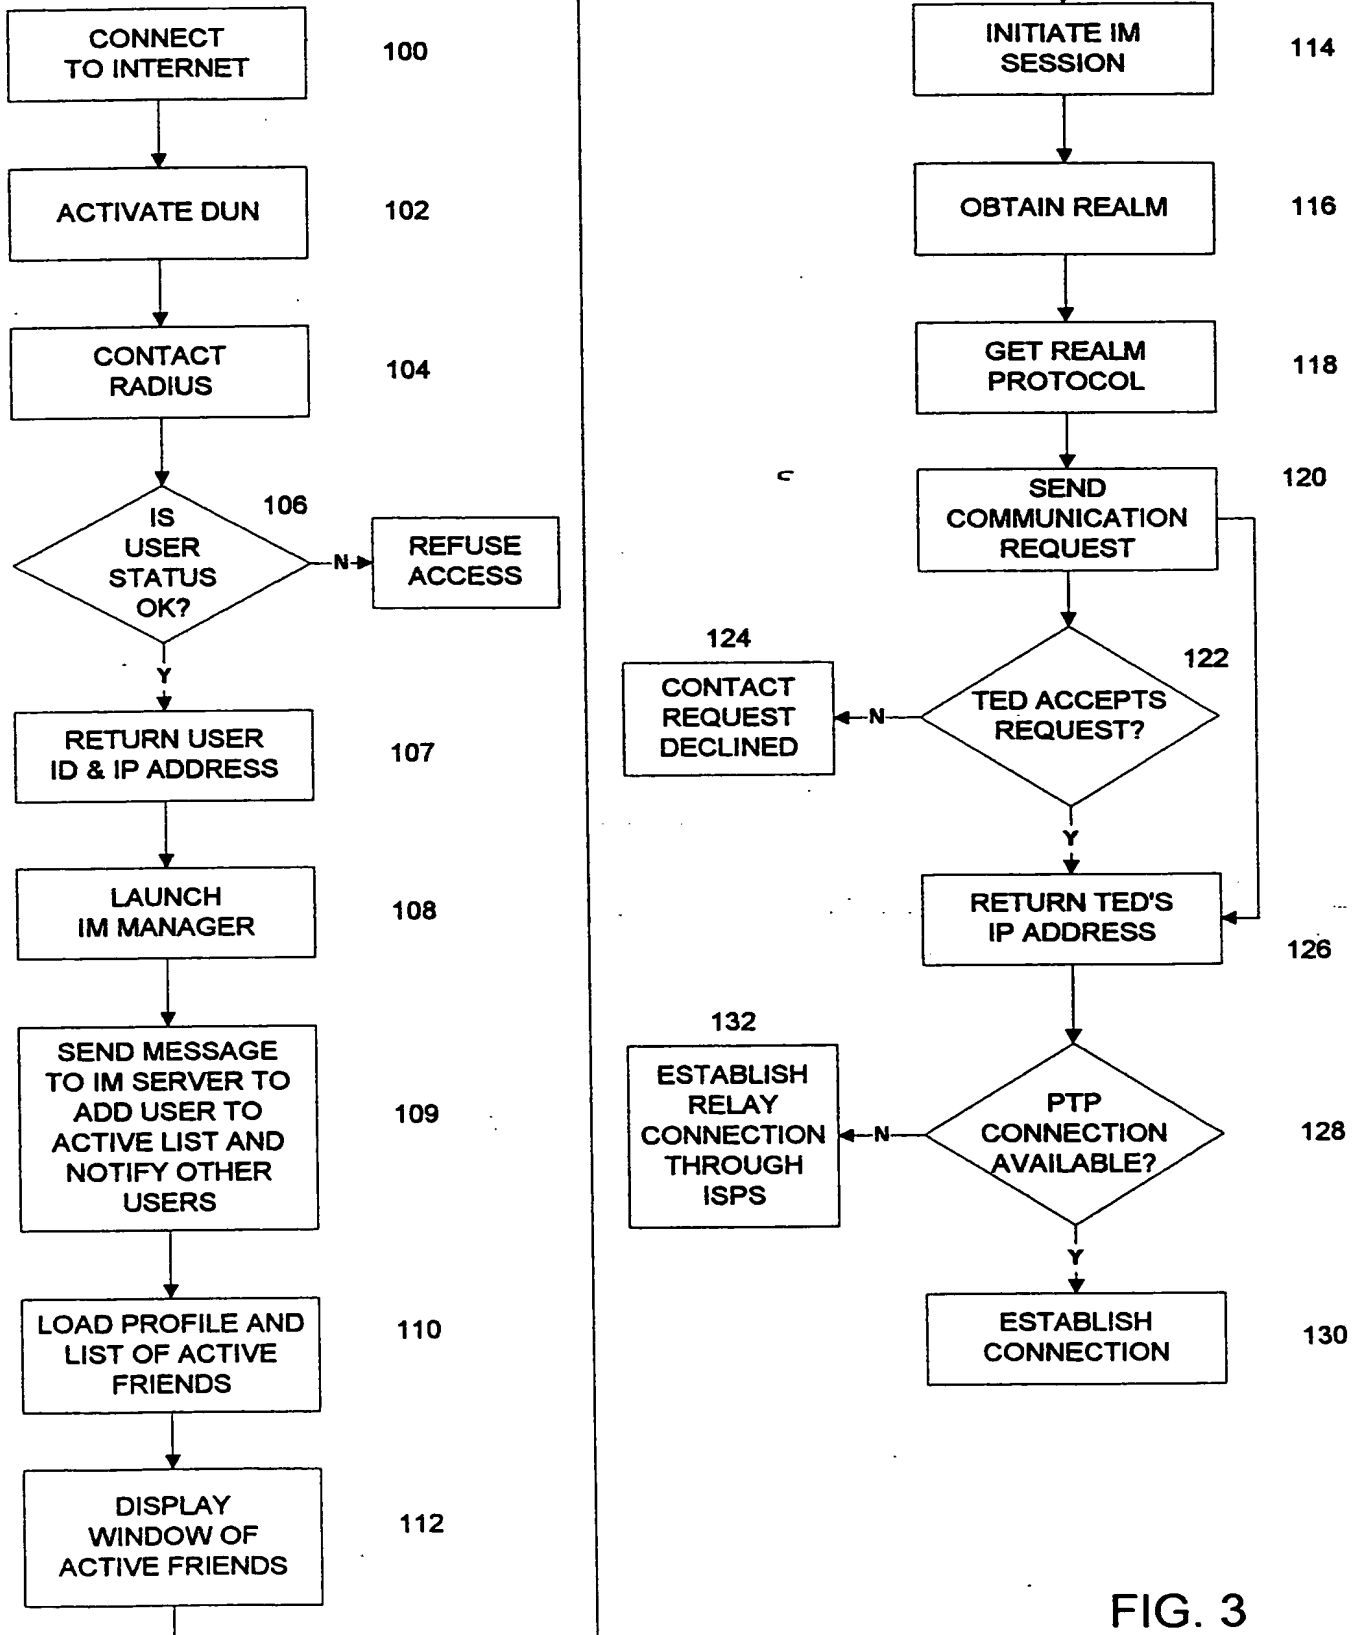 CONNECT
TO INTERNET
100
ACTIVATE DUN
102
CONTACT
RADIUS
104
106
IS
USER
STATUS
OK?
N
REFUSE
ACCESS
Y
RETURN USER
ID & IP ADDRESS
107
LAUNCH
IM MANAGER
108
SEND MESSAGE
TO IM SERVER TO
ADD USER TO
ACTIVE LIST AND
NOTIFY OTHER
USERS
109
LOAD PROFILE AND
LIST OF ACTIVE
FRIENDS
110
DISPLAY
WINDOW OF
ACTIVE FRIENDS
112
INITIATE IM
SESSION
114
OBTAIN REALM
116
GET REALM
PROTOCOL
118
SEND
COMMUNICATION
REQUEST
120
122
TED ACCEPTS
REQUEST?
N
124
CONTACT
REQUEST
DECLINED
Y
RETURN TED'S
IP ADDRESS
126
PTP
CONNECTION
AVAILABLE?
128
N
132
ESTABLISH
RELAY
CONNECTION
THROUGH
ISPS
Y
ESTABLISH
CONNECTION
130
FIG. 3